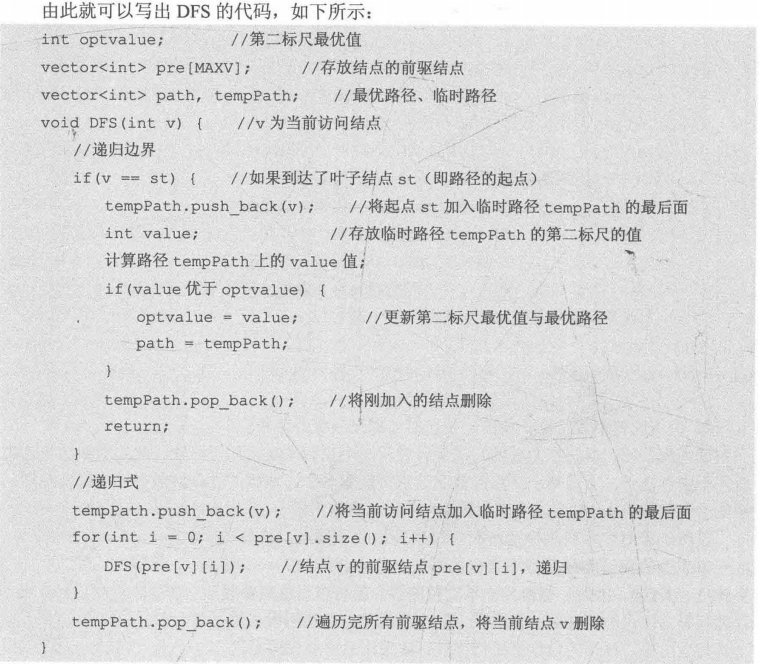 由此就可以写出 DFS 的代码，如下所示：
int optvalue;        //第二标尺最优值
vector<int> pre[MAXV];      //存放结点的前驱结点
vector<int> path, tempPath;    //最优路径、临时路径
void DFS(int v) {    //v 为当前访问结点
    //递归边界
    if(v == st) {    //如果到达了叶子结点 st（即路径的起点）
        tempPath.push_back(v);    //将起点 st 加入临时路径 tempPath 的最后面
        int value;                //存放临时路径 tempPath 的第二标尺的值
        计算路径 tempPath 上的 value 值;
        if(value 优于 optvalue) {
            optvalue = value;        //更新第二标尺最优值与最优路径
            path = tempPath;
        }
        tempPath.pop_back();    //将刚加入的结点删除
        return;
    }
    //递归式
    tempPath.push_back(v);    //将当前访问结点加入临时路径 tempPath 的最后面
    for(int i = 0; i < pre[v].size(); i++) {
        DFS(pre[v][i]);    //结点 v 的前驱结点 pre[v][i]，递归
    }
    tempPath.pop_back();    //遍历完所有前驱结点，将当前结点 v 删除
}